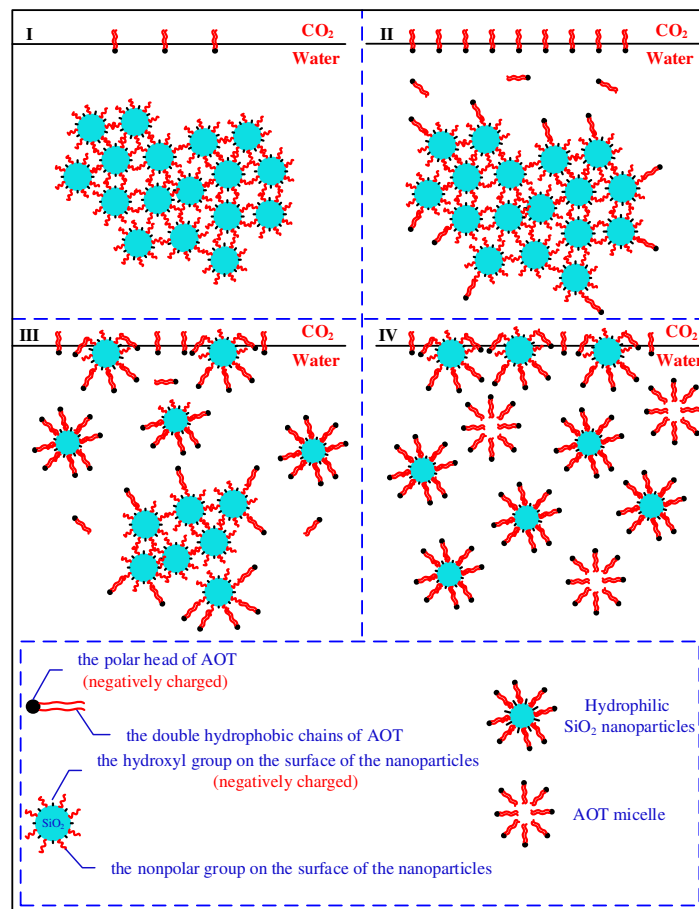 I
CO₂
Water
II
CO₂
Water
III
CO₂
Water
IV
CO₂
Water
the polar head of AOT
(negatively charged)
the double hydrophobic chains of AOT
the hydroxyl group on the surface of the nanoparticles
(negatively charged)
SiO₂
the nonpolar group on the surface of the nanoparticles
Hydrophilic
SiO₂ nanoparticles
AOT micelle